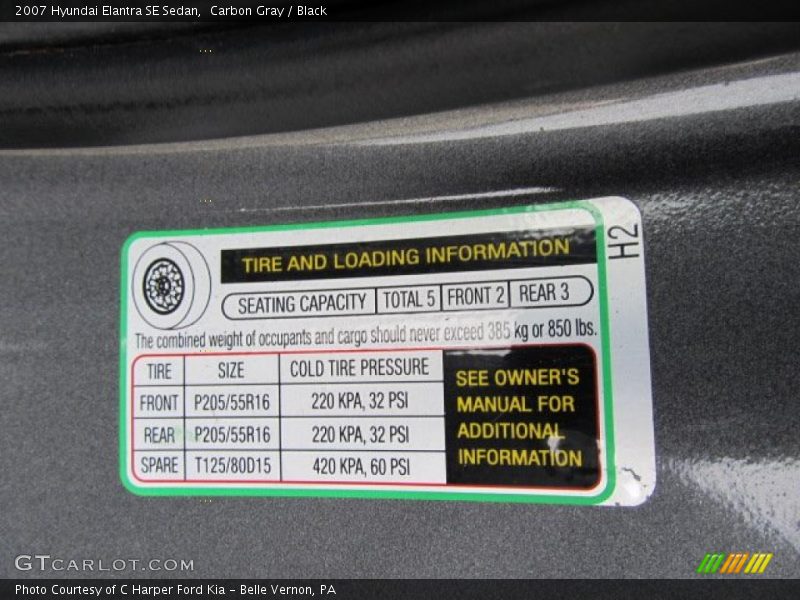 2007 Hyundai Elantra SE Sedan,  Carbon Gray / Black
H2
TIRE AND LOADING INFORMATION
SEATING CAPACITY TOTAL 5 FRONT 2 REAR 3
The combined weight of occupants and cargo should never exceed 385 kg or 850 lbs.
TIRE SIZE COLD TIRE PRESSURE
FRONT P205/55R16 220 KPA, 32 PSI
REAR P205/55R16 220 KPA, 32 PSI
SPARE T125/80D15 420 KPA, 60 PSI
SEE OWNER'S
MANUAL FOR
ADDITIONAL
INFORMATION
GTCARLOT.COM
Photo Courtesy of C Harper Ford Kia - Belle Vernon, PA